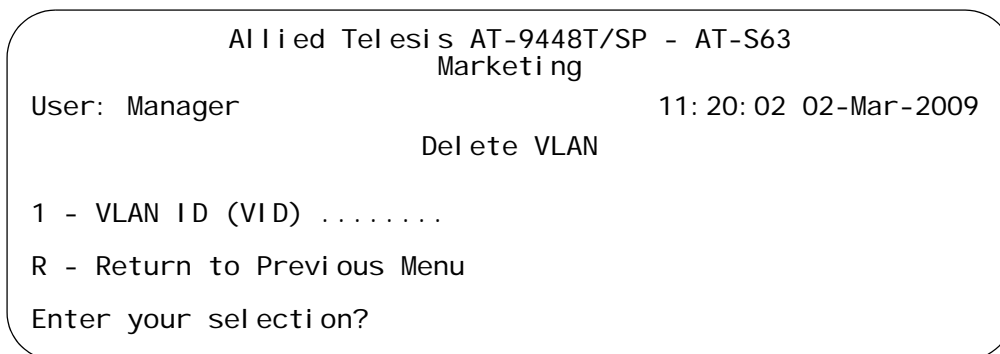 Allied Telesis AT-9448T/SP - AT-S63
Marketing
User: Manager 11:20:02 02-Mar-2009
Delete VLAN
1 - VLAN ID (VID) ........
R - Return to Previous Menu
Enter your selection?